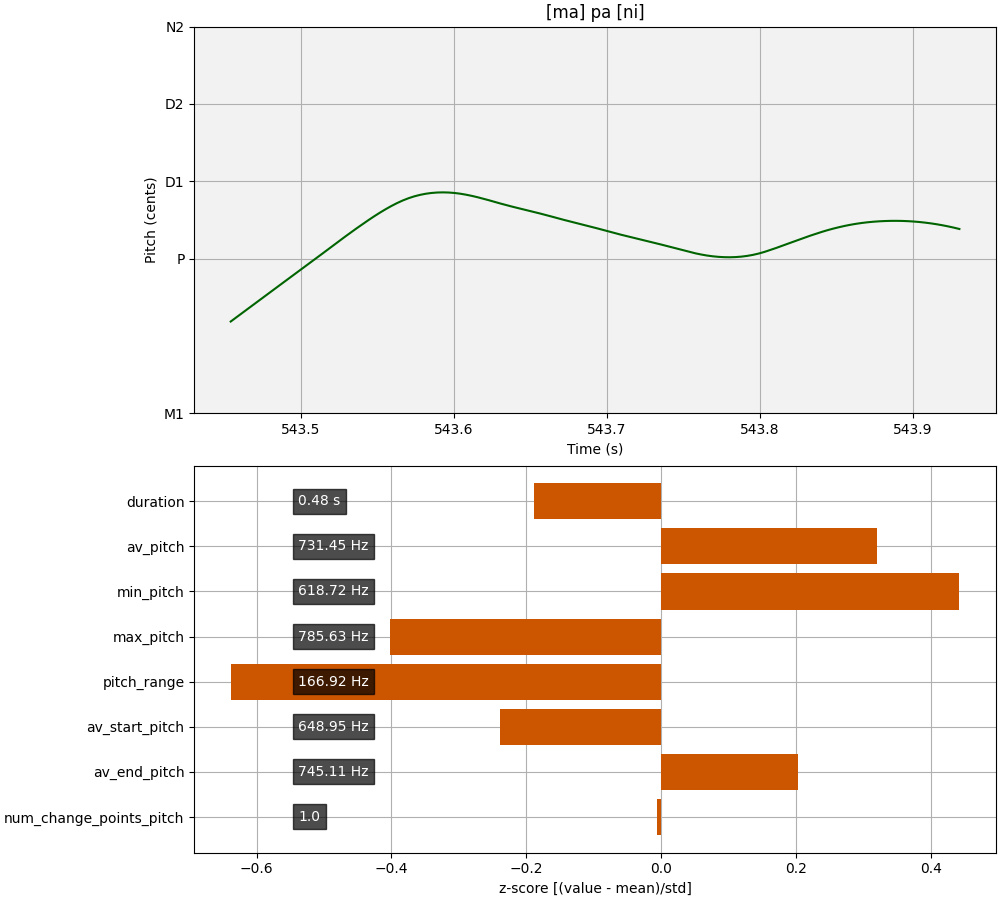 [ma] pa [ni]
N2
D2
D1
P
M1
Pitch (cents)
543.5 543.6 543.7 543.8 543.9
Time (s)
duration 0.48 s
av_pitch 731.45 Hz
min_pitch 618.72 Hz
max_pitch 785.63 Hz
pitch_range 166.92 Hz
av_start_pitch 648.95 Hz
av_end_pitch 745.11 Hz
num_change_points_pitch 1.0
−0.6 −0.4 −0.2 0.0 0.2 0.4
z-score [(value - mean)/std]